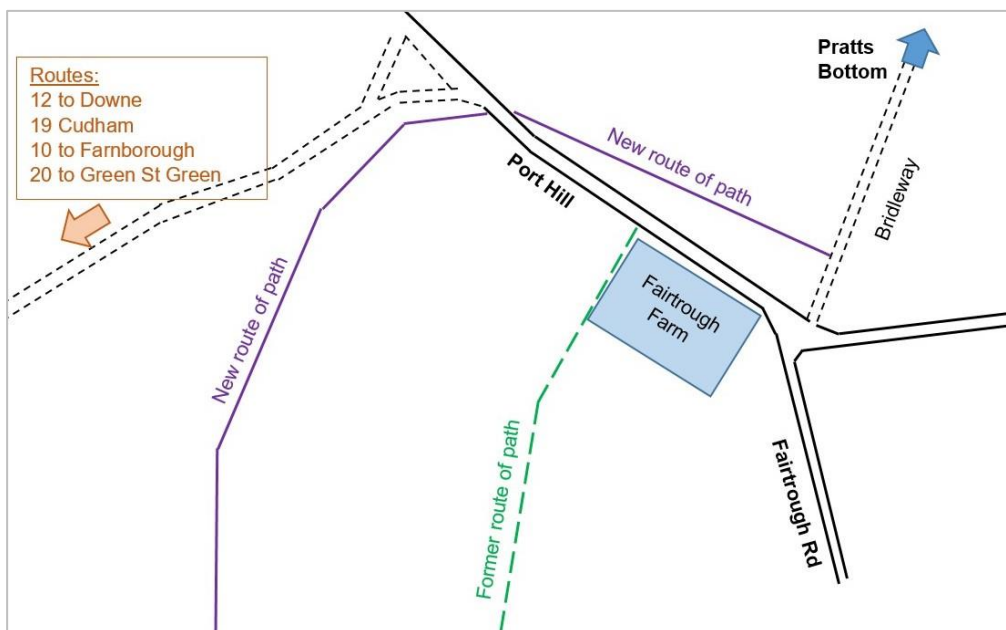 Routes:
12 to Downe
19 Cudham
10 to Farnborough
20 to Green St Green
Pratts
Bottom
New route of path
Port Hill
Bridleway
Fairtrough
Farm
New route of path
Former route of path
Fairtrough Rd